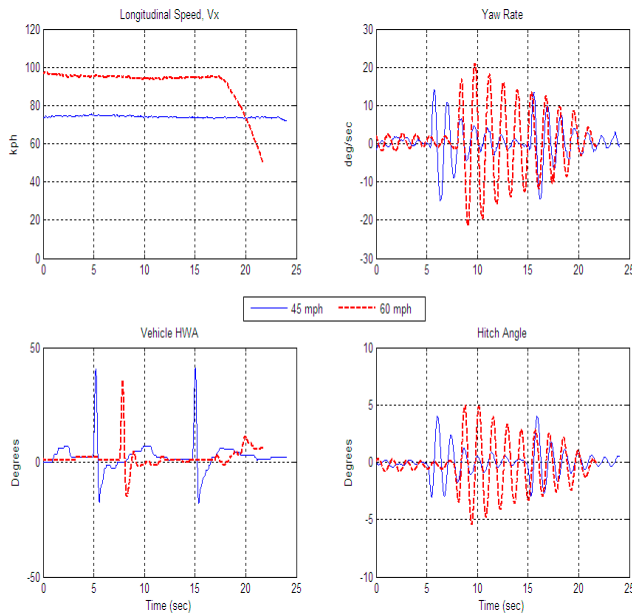 Longitudinal Speed, Vx
120
100
80
60
40
20
0
kph
0 5 10 15 20 25
Yaw Rate
30
20
10
0
-10
-20
-30
deg/sec
0 5 10 15 20 25
45 mph 60 mph
Vehicle HWA
50
0
-50
Degrees
0 5 10 15 20 25
Time (sec)
Hitch Angle
10
5
0
-5
-10
Degrees
0 5 10 15 20 25
Time (sec)